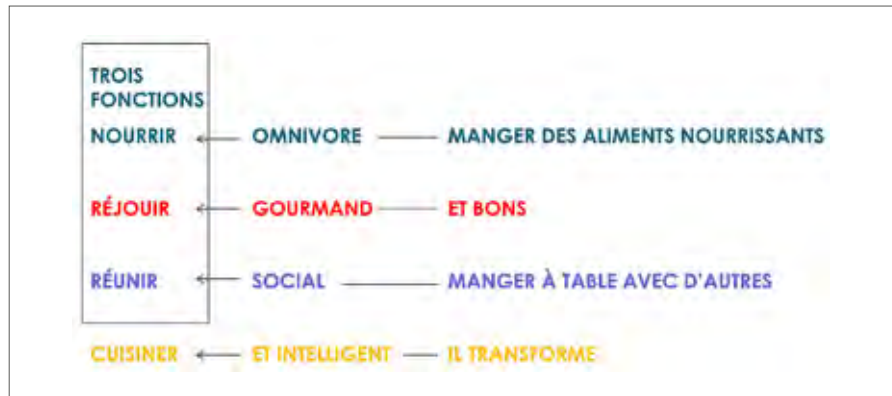 TROIS
FONCTIONS
NOURRIR OMNIVORE MANGER DES ALIMENTS NOURRISSANTS
RÉJOUIR GOURMAND ET BONS
RÉUNIR SOCIAL MANGER À TABLE AVEC D'AUTRES
CUISINER ET INTELLIGENT IL TRANSFORME